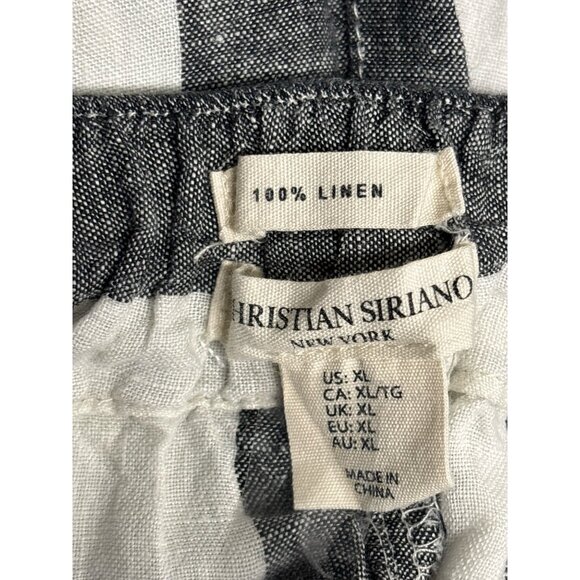 100% LINEN
CHRISTIAN SIRIANO
NEW YORK
US: XL
CA: XL/TG
UK: XL
EU: XL
AU: XL
MADE IN
CHINA